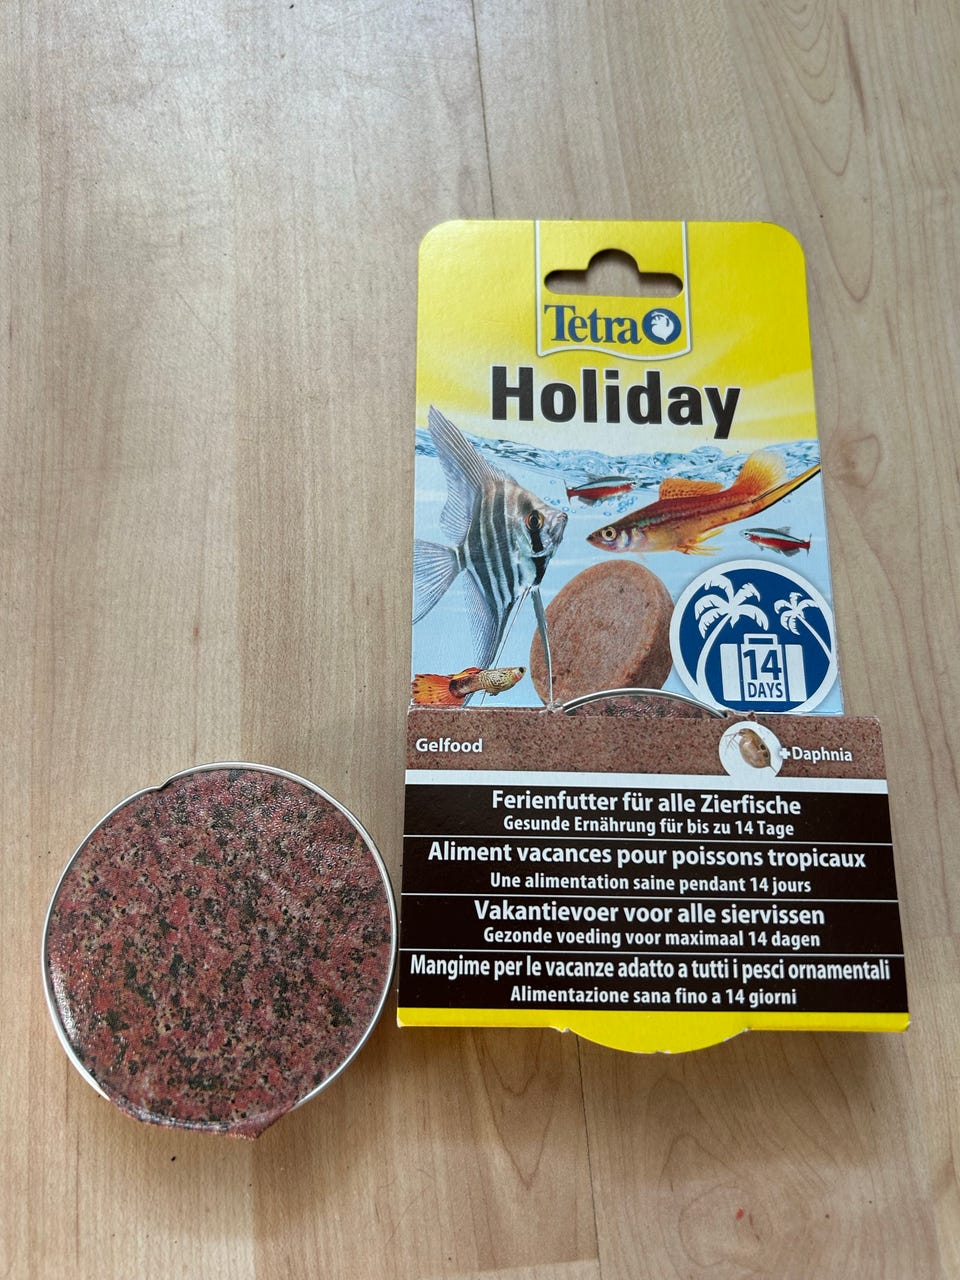 Tetra
Holiday
14
DAYS
Gelfood
+Daphnia
Ferienfutter für alle Zierfische
Gesunde Ernährung für bis zu 14 Tage
Aliment vacances pour poissons tropicaux
Une alimentation saine pendant 14 jours
Vakantievoer voor alle siervissen
Gezonde voeding voor maximaal 14 dagen
Mangime per le vacanze adatto a tutti i pesci ornamentali
Alimentazione sana fino a 14 giorni